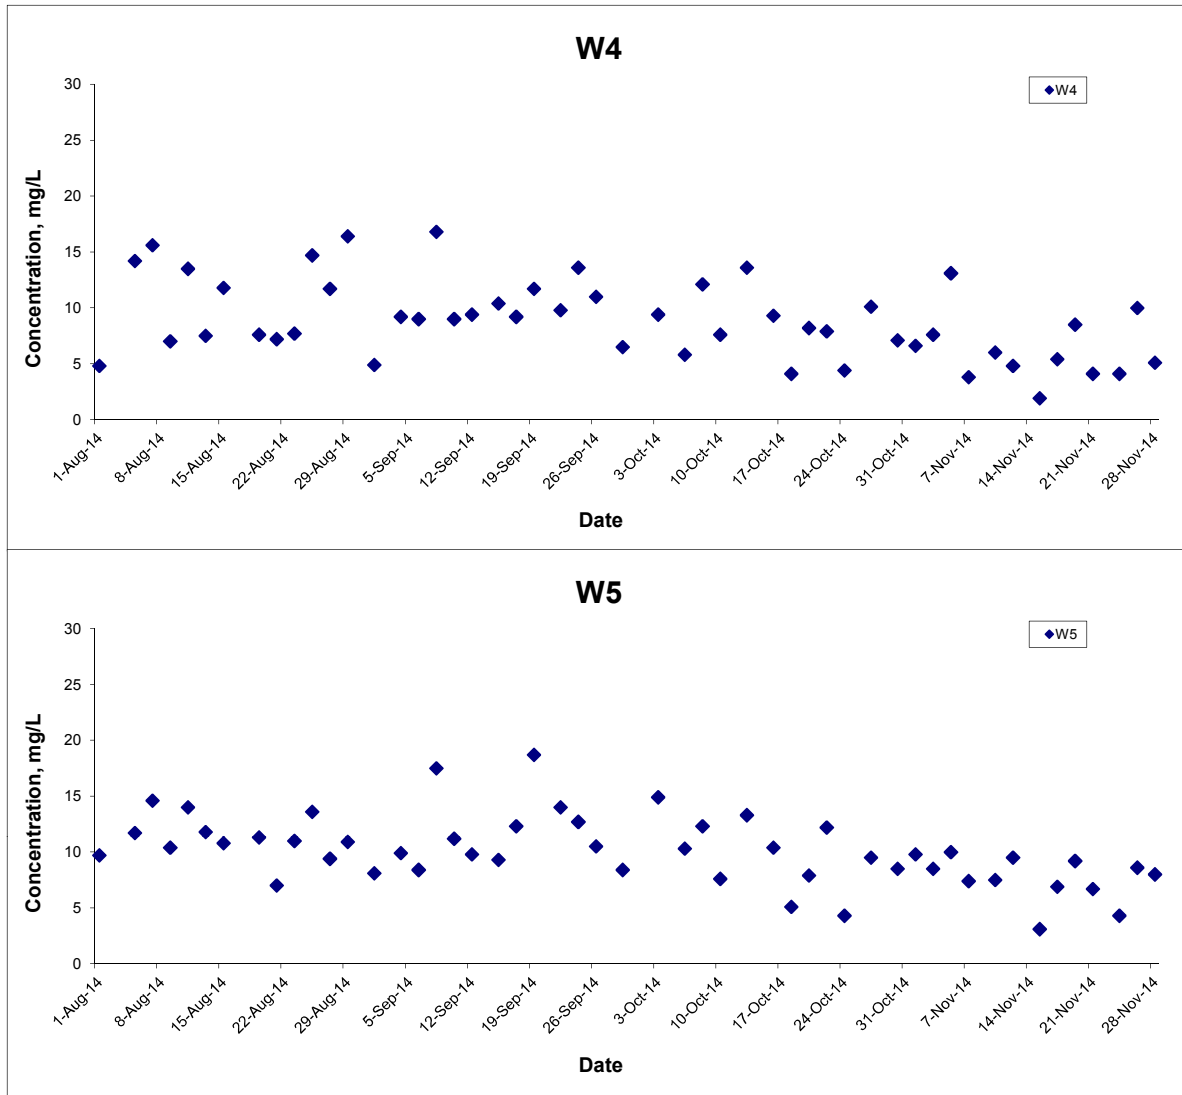 W4
W4
30
25
20
15
10
5
0
Concentration, mg/L
1-Aug-14
8-Aug-14
15-Aug-14
22-Aug-14
29-Aug-14
5-Sep-14
12-Sep-14
19-Sep-14
26-Sep-14
3-Oct-14
10-Oct-14
17-Oct-14
24-Oct-14
31-Oct-14
7-Nov-14
14-Nov-14
21-Nov-14
28-Nov-14
Date
W5
W5
30
25
20
15
10
5
0
Concentration, mg/L
1-Aug-14
8-Aug-14
15-Aug-14
22-Aug-14
29-Aug-14
5-Sep-14
12-Sep-14
19-Sep-14
26-Sep-14
3-Oct-14
10-Oct-14
17-Oct-14
24-Oct-14
31-Oct-14
7-Nov-14
14-Nov-14
21-Nov-14
28-Nov-14
Date